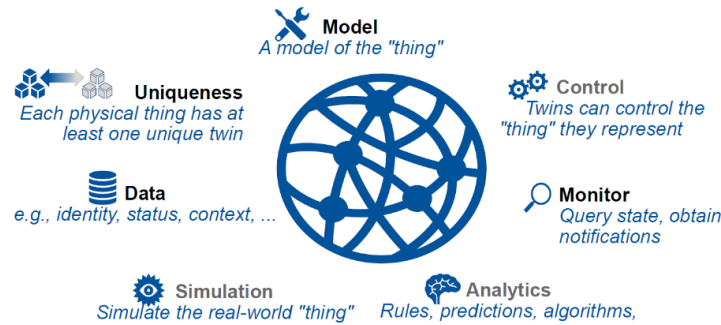 Model
A model of the "thing"
Uniqueness
Each physical thing has at
least one unique twin
Control
Twins can control the
"thing" they represent
Data
e.g., identity, status, context, ...
Monitor
Query state, obtain
notifications
Simulation
Simulate the real-world "thing"
Analytics
Rules, predictions, algorithms,